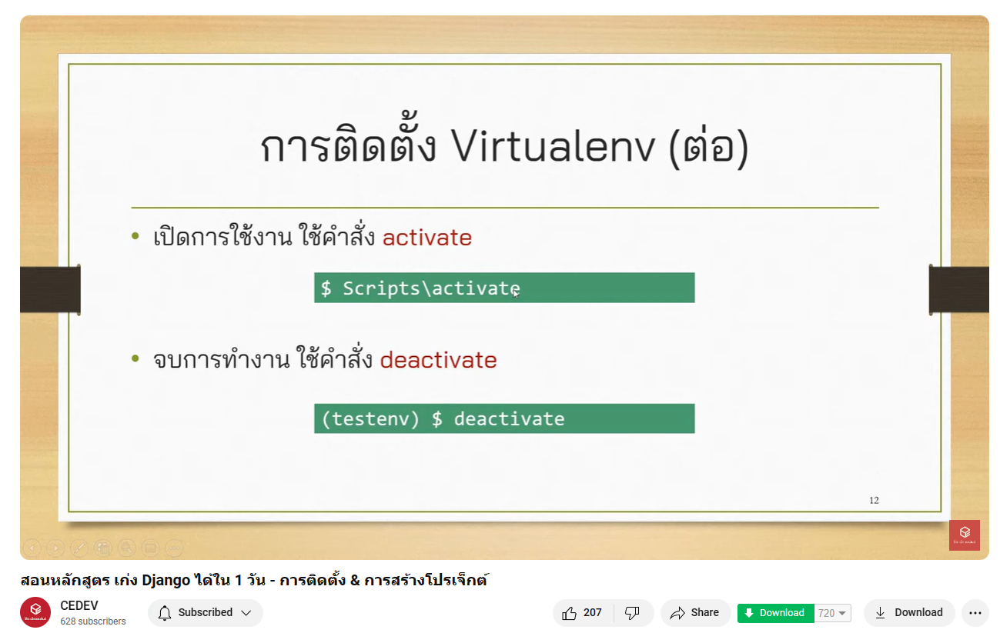 การติดตั้ง Virtualenv (ต่อ)
• เปิดการใช้งาน ใช้คำสั่ง activate
$ Scripts\activate
• จบการทำงาน ใช้คำสั่ง deactivate
(testenv) $ deactivate
12
สอนหลักสูตร เก่ง Django ได้ใน 1 วัน - การติดตั้ง & การสร้างโปรเจ็กต์
CEDEV
628 subscribers
Subscribed
207
Share
Download
720
Download